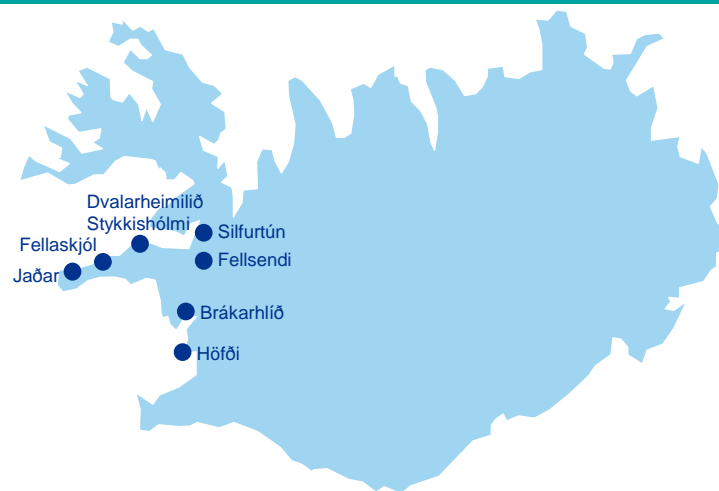 Dvalarheimilið
Stykkishólmi
Silfurtún
Fellaskjól
Fellsendi
Jaðar
Brákarhlíð
Höfði